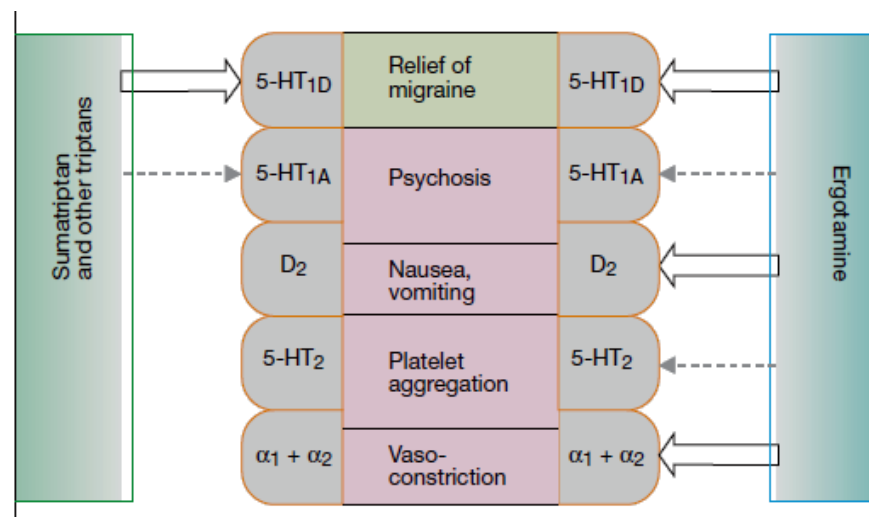 Sumatriptan
and other triptans
5-HT1D
Relief of
migraine
5-HT1D
5-HT1A
Psychosis
5-HT1A
D2
Nausea,
vomiting
D2
5-HT2
Platelet
aggregation
5-HT2
α1 + α2
Vaso-
constriction
α1 + α2
Ergotamine